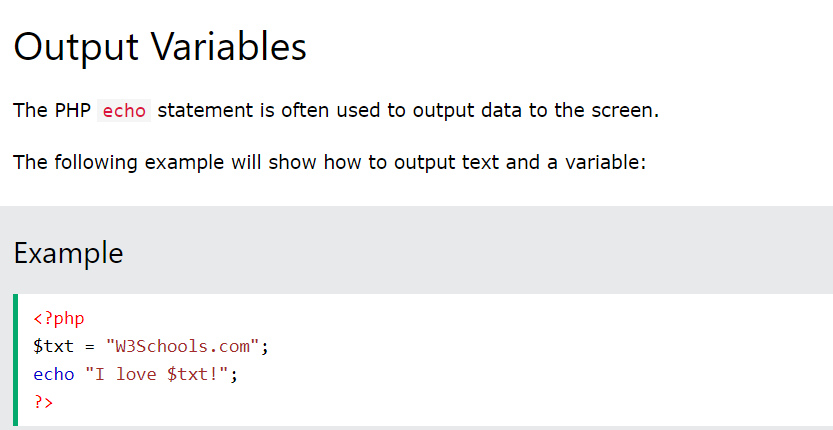 Output Variables
The PHP echo statement is often used to output data to the screen.
The following example will show how to output text and a variable:
Example
<?php
$txt = "W3Schools.com";
echo "I love $txt!";
?>